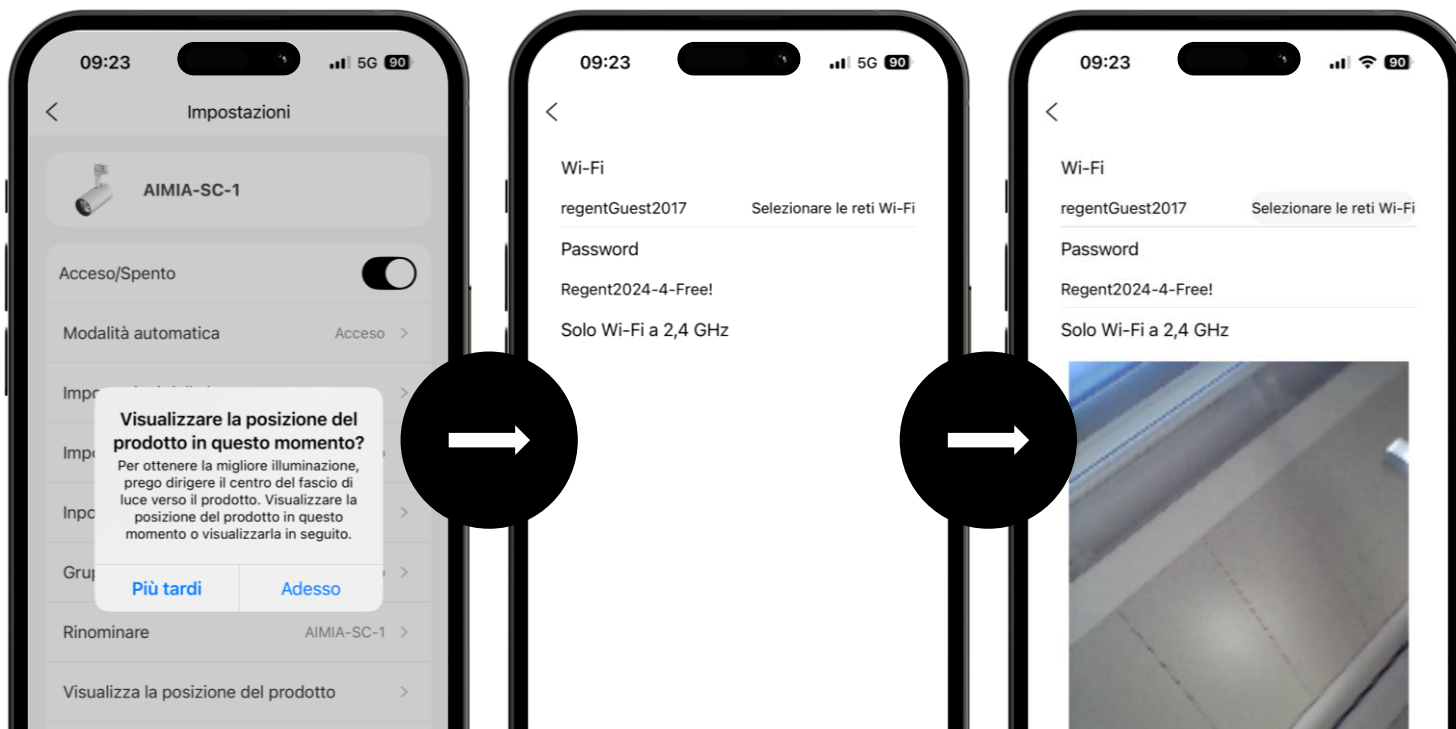 09:23
5G 90
Impostazioni
AIMIA-SC-1
Acceso/Spento
Modalità automatica Acceso
Visualizzare la posizione del
prodotto in questo momento?
Per ottenere la migliore illuminazione,
prego dirigere il centro del fascio di
luce verso il prodotto. Visualizzare la
posizione del prodotto in questo
momento o visualizzarla in seguito.
Più tardi Adesso
Rinominare AIMIA-SC-1
Visualizza la posizione del prodotto
09:23
5G 90
Wi-Fi
regentGuest2017 Selezionare le reti Wi-Fi
Password
Regent2024-4-Free!
Solo Wi-Fi a 2,4 GHz
09:23
90
Wi-Fi
regentGuest2017 Selezionare le reti Wi-Fi
Password
Regent2024-4-Free!
Solo Wi-Fi a 2,4 GHz